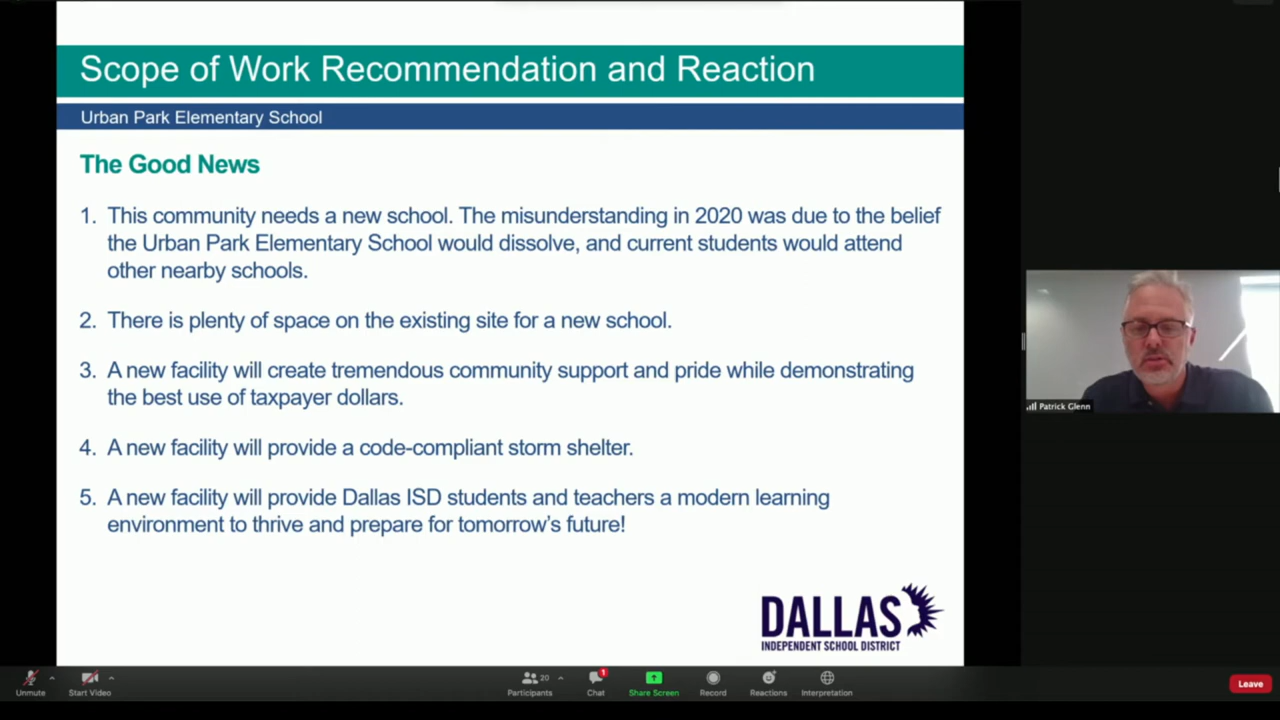 Scope of Work Recommendation and Reaction
Urban Park Elementary School
The Good News
1. This community needs a new school. The misunderstanding in 2020 was due to the belief
the Urban Park Elementary School would dissolve, and current students would attend
other nearby schools.
2. There is plenty of space on the existing site for a new school.
3. A new facility will create tremendous community support and pride while demonstrating
the best use of taxpayer dollars.
4. A new facility will provide a code-compliant storm shelter.
5. A new facility will provide Dallas ISD students and teachers a modern learning
environment to thrive and prepare for tomorrow’s future!
DALLAS
INDEPENDENT SCHOOL DISTRICT
Patrick Glenn
Unmute
Start Video
20
Participants
1
Chat
Share Screen
Record
Reactions
Interpretation
Leave